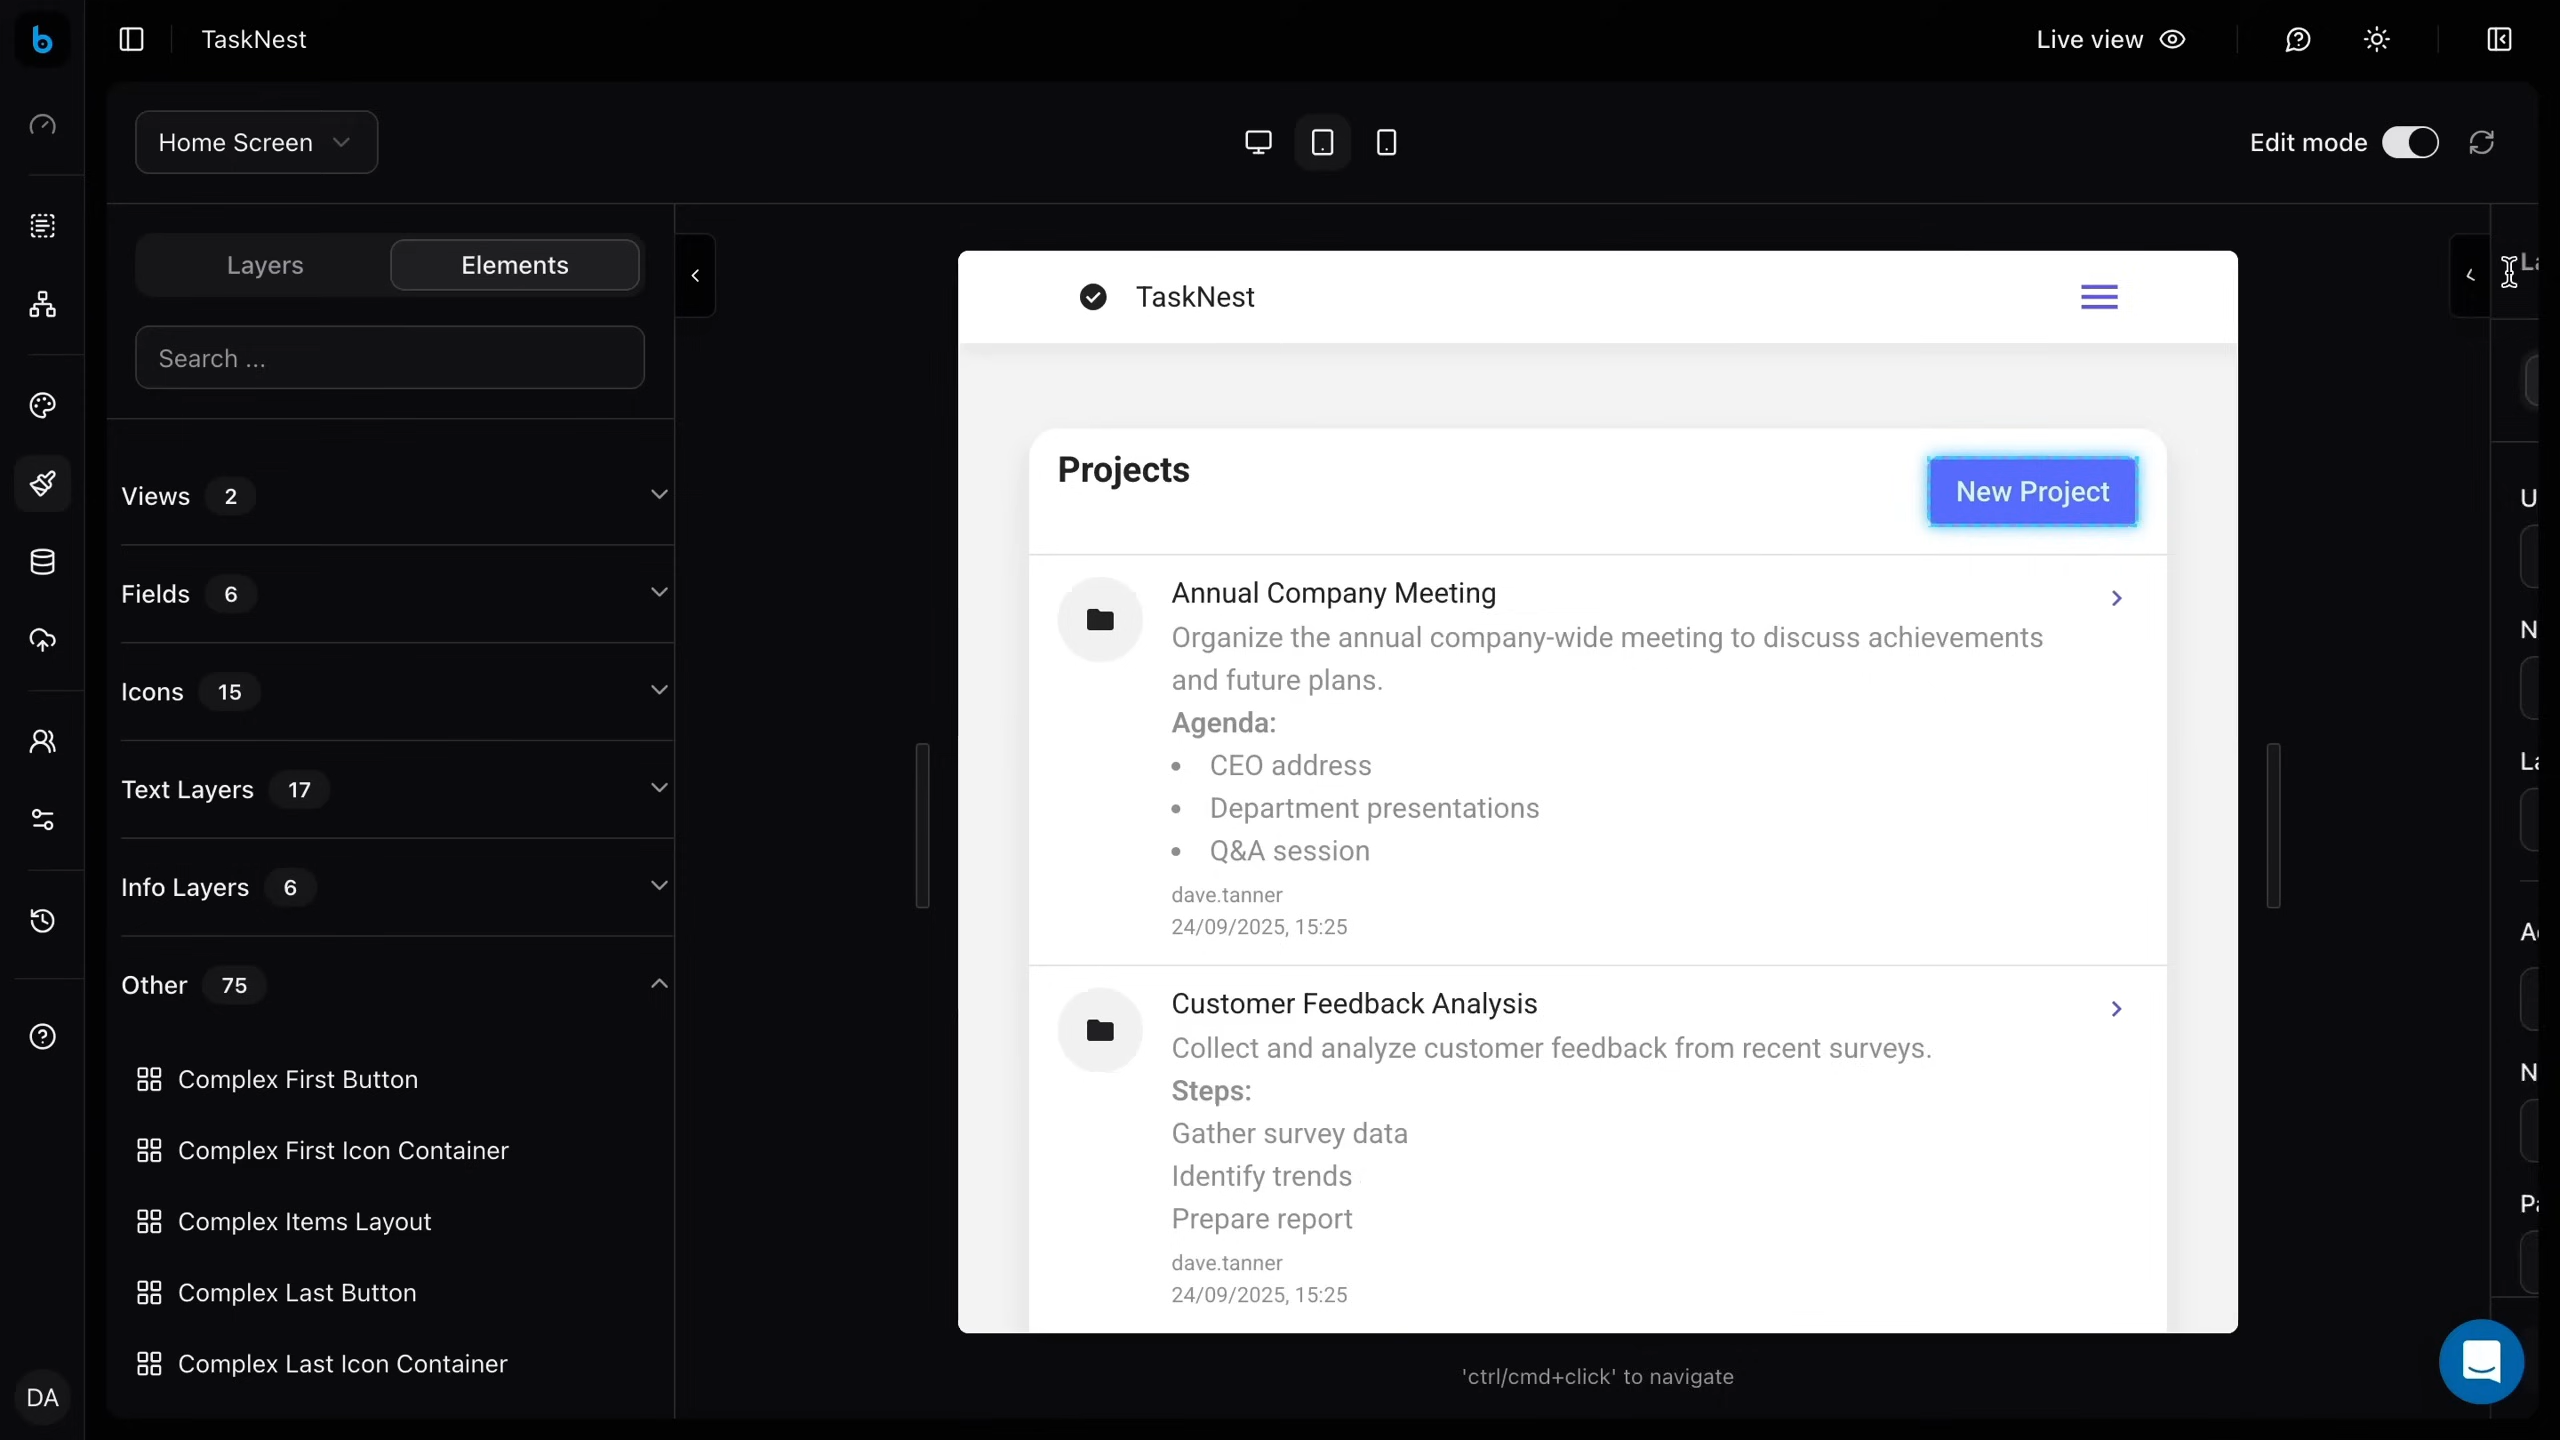 b
TaskNest
Live view
Home Screen
Edit mode
Layers
Elements
Search ...
Views 2
Fields 6
Icons 15
Text Layers 17
Info Layers 6
Other 75
Complex First Button
Complex First Icon Container
Complex Items Layout
Complex Last Button
Complex Last Icon Container
DA
TaskNest
Projects
New Project
Annual Company Meeting
Organize the annual company-wide meeting to discuss achievements
and future plans.
Agenda:
• CEO address
• Department presentations
• Q&A session
dave.tanner
24/09/2025, 15:25
Customer Feedback Analysis
Collect and analyze customer feedback from recent surveys.
Steps:
Gather survey data
Identify trends
Prepare report
dave.tanner
24/09/2025, 15:25
'ctrl/cmd+click' to navigate